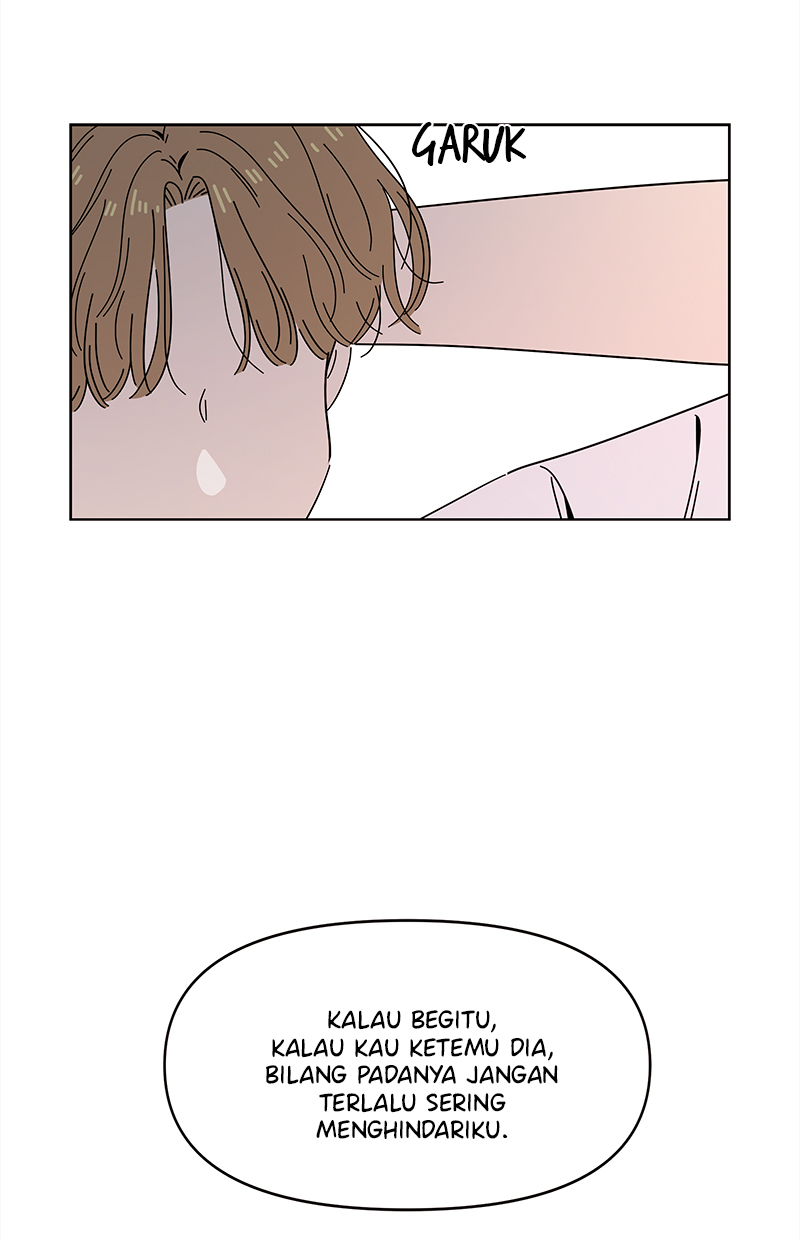 GARUK
KALAU BEGITU,
KALAU KAU KETEMU DIA,
BILANG PADANYA JANGAN
TERLALU SERING
MENGHINDARIKU.